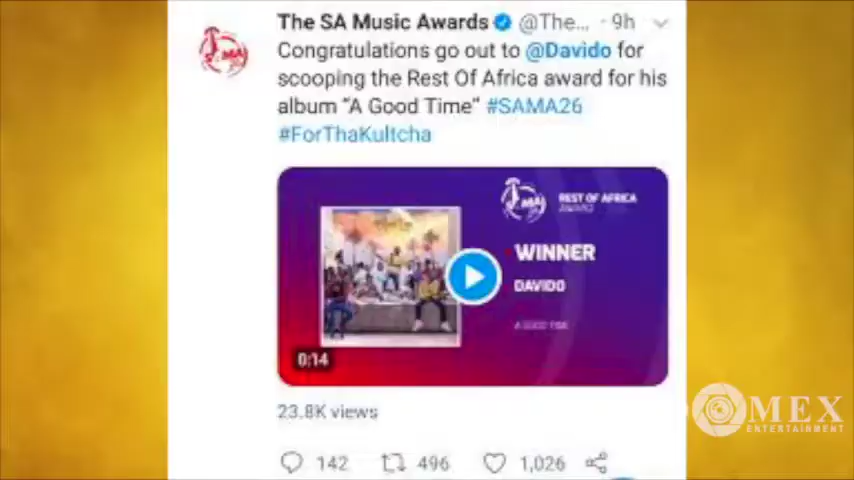 The SA Music Awards @The... · 9h
Congratulations go out to @Davido for
scooping the Rest Of Africa award for his
album “A Good Time” #SAMA26
#ForThaKultcha
REST OF AFRICA
AWARD
WINNER
DAVIDO
A GOOD TIME
0:14
23.8K views
142 496 1,026
OMEX
ENTERTAINMENT